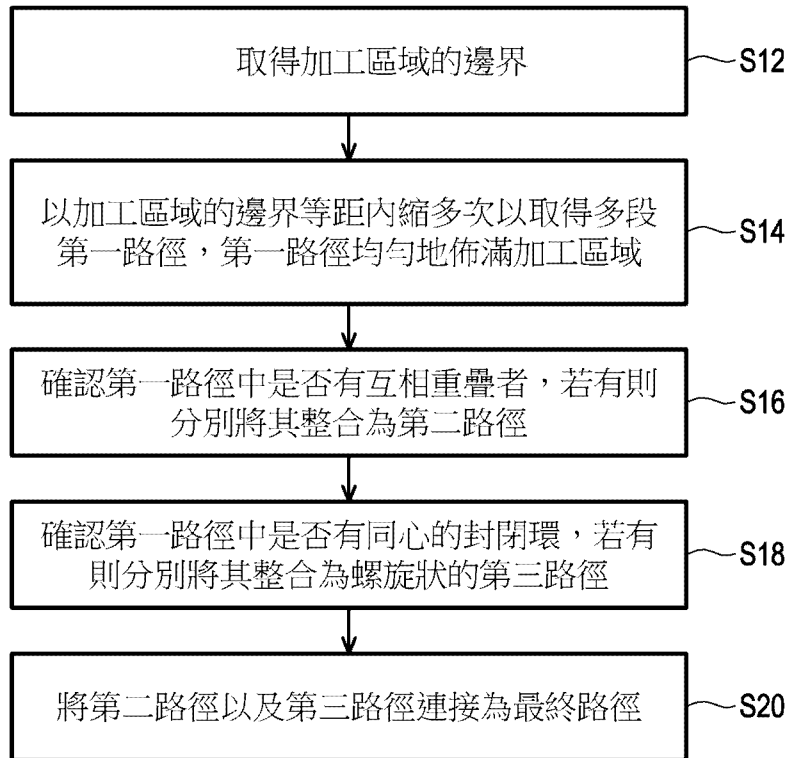 取得加工區域的邊界
S12
以加工區域的邊界等距內縮多次以取得多段
第一路徑，第一路徑均勻地佈滿加工區域
S14
確認第一路徑中是否有互相重疊者，若有則
分別將其整合為第二路徑
S16
確認第一路徑中是否有同心的封閉環，若有
則分別將其整合為螺旋狀的第三路徑
S18
將第二路徑以及第三路徑連接為最終路徑
S20